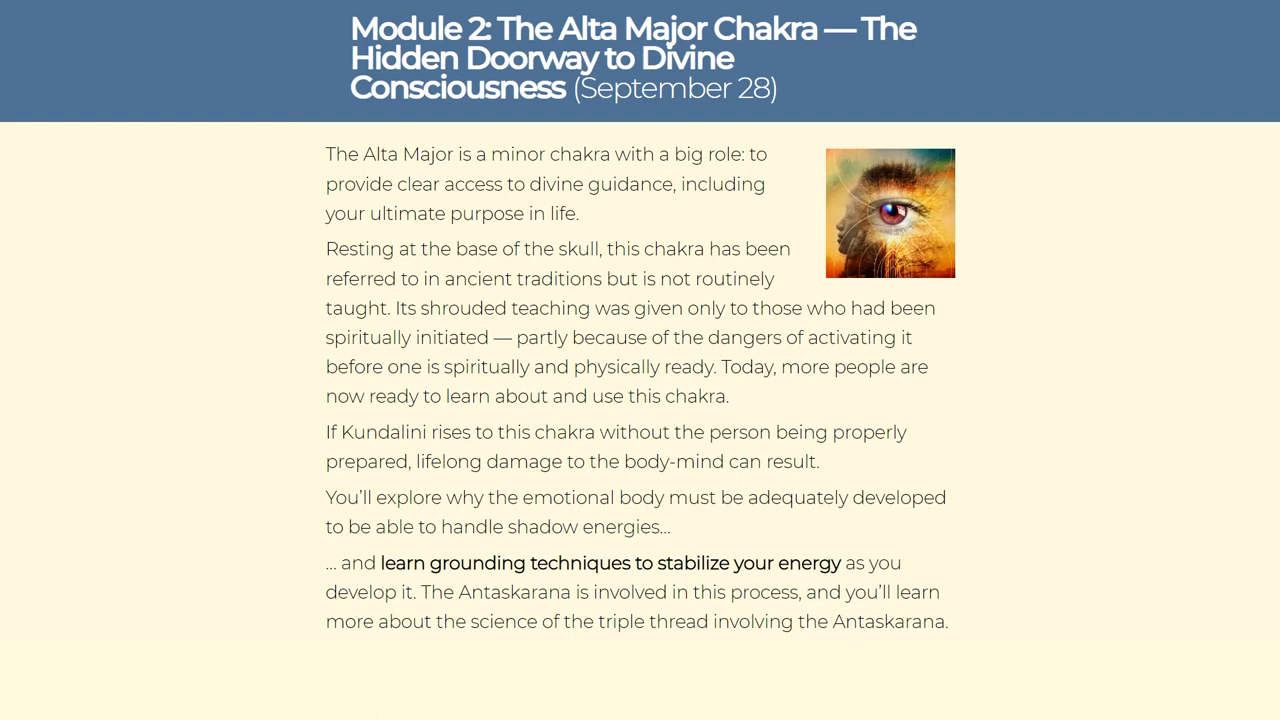 Module 2: The Alta Major Chakra — The
Hidden Doorway to Divine
Consciousness (September 28)
The Alta Major is a minor chakra with a big role: to
provide clear access to divine guidance, including
your ultimate purpose in life.
Resting at the base of the skull, this chakra has been
referred to in ancient traditions but is not routinely
taught. Its shrouded teaching was given only to those who had been
spiritually initiated — partly because of the dangers of activating it
before one is spiritually and physically ready. Today, more people are
now ready to learn about and use this chakra.
If Kundalini rises to this chakra without the person being properly
prepared, lifelong damage to the body-mind can result.
You’ll explore why the emotional body must be adequately developed
to be able to handle shadow energies…
… and learn grounding techniques to stabilize your energy as you
develop it. The Antaskarana is involved in this process, and you’ll learn
more about the science of the triple thread involving the Antaskarana.